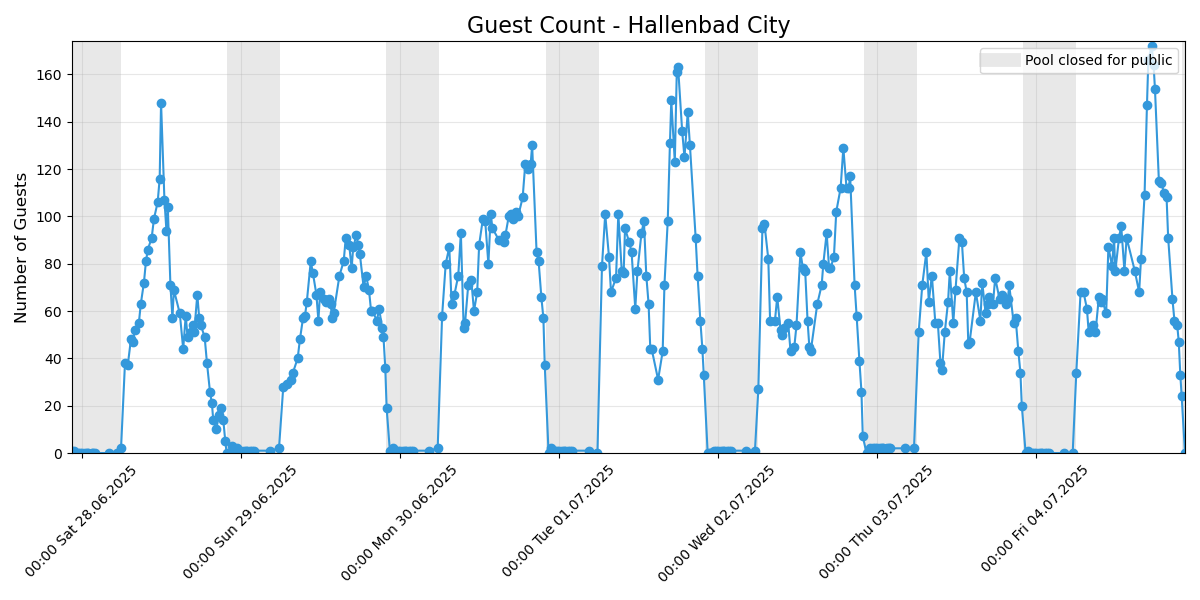 Guest Count - Hallenbad City
Pool closed for public
Number of Guests
160
140
120
100
80
60
40
20
0
00:00 Sat 28.06.2025
00:00 Sun 29.06.2025
00:00 Mon 30.06.2025
00:00 Tue 01.07.2025
00:00 Wed 02.07.2025
00:00 Thu 03.07.2025
00:00 Fri 04.07.2025